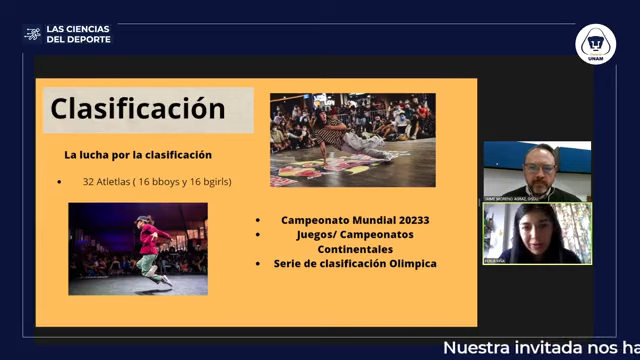 LAS CIENCIAS
DEL DEPORTE
UNAM
Clasificación
La lucha por la clasificación
• 32 Atletlas ( 16 bboys y 16 bgirls)
• Campeonato Mundial 20233
• Juegos/ Campeonatos
Continentales
• Serie de clasificación Olimpica
Nuestra invitada nos ha